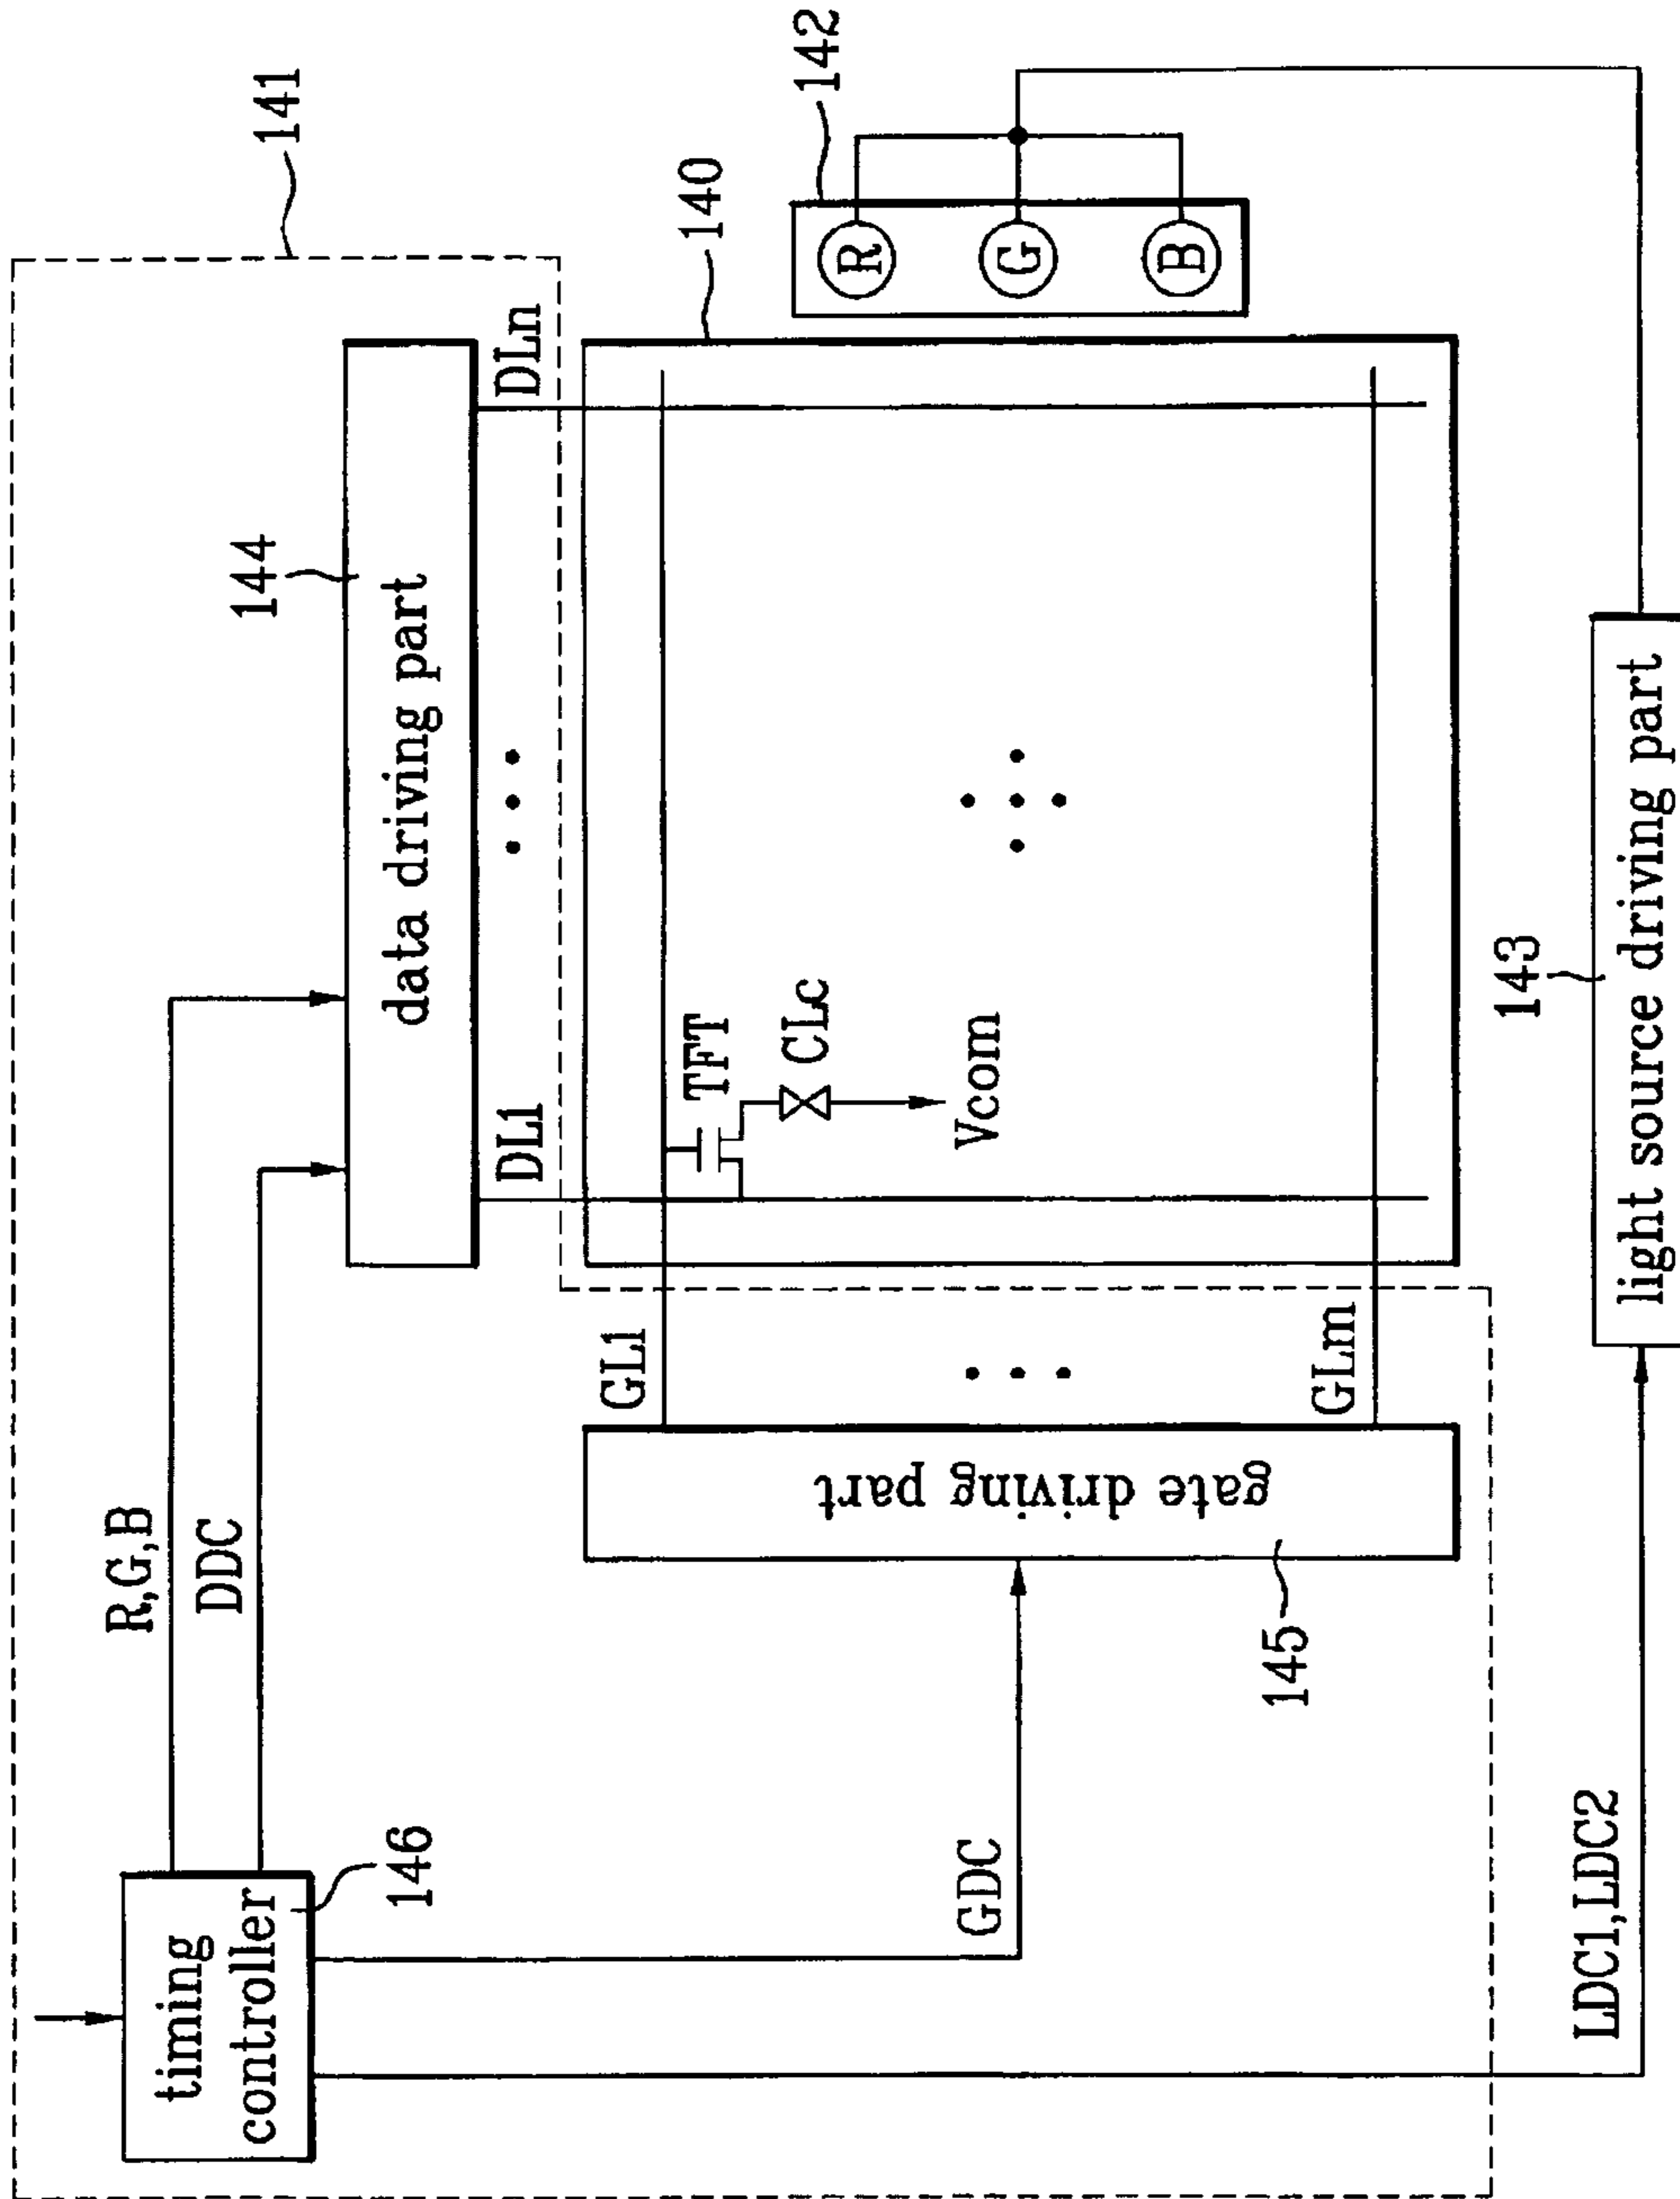 141
144
R,G,B
DDC
data driving part
timing
controller
146
DL1
DLn
140
142
GL1
TFT
CLc
Vcom
R
G
B
gate driving part
GDC
145
GLm
143
LDC1,LDC2
light source driving part